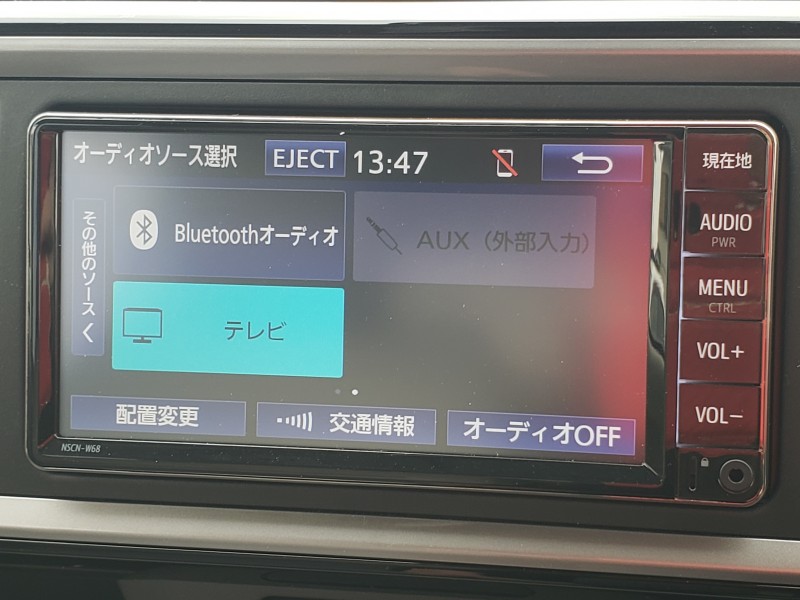 オーディオソース選択 EJECT 13:47
その他のソース く
Bluetoothオーディオ
AUX (外部入力)
テレビ
配置変更
交通情報
オーディオOFF
NSCN-W68
現在地
AUDIO
PWR
MENU
CTRL
VOL+
VOL−